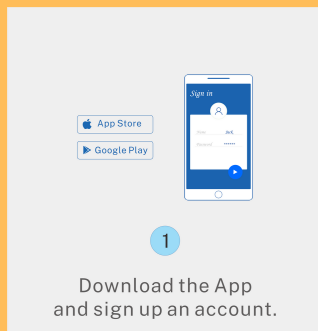 Sign in
App Store
Google Play
1
Download the App
and sign up an account.